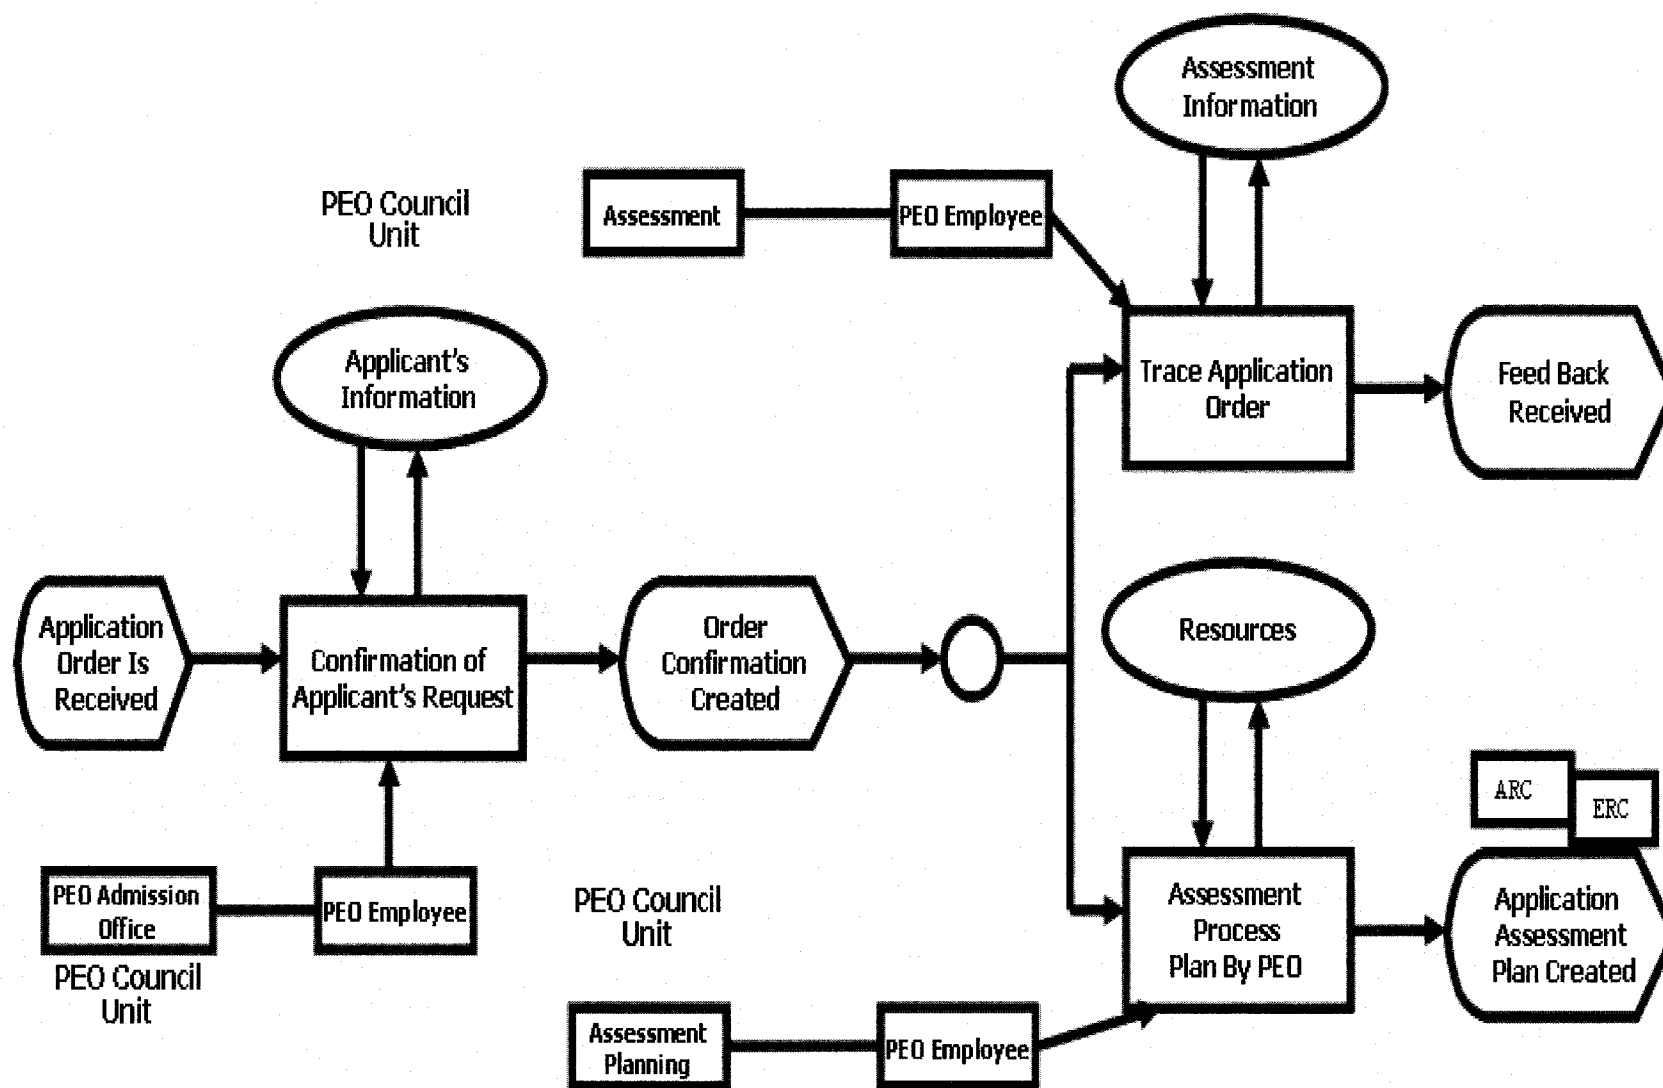 Assessment
Information
PEO Council
Unit
Assessment
PEO Employee
Applicant's
Information
Trace Application
Order
Feed Back
Received
Application
Order Is
Received
Confirmation of
Applicant's Request
Order
Confirmation
Created
Resources
ARC
ERC
PEO Admission
Office
PEO Employee
PEO Council
Unit
PEO Council
Unit
Assessment
Process
Plan By PEO
Application
Assessment
Plan Created
Assessment
Planning
PEO Employee